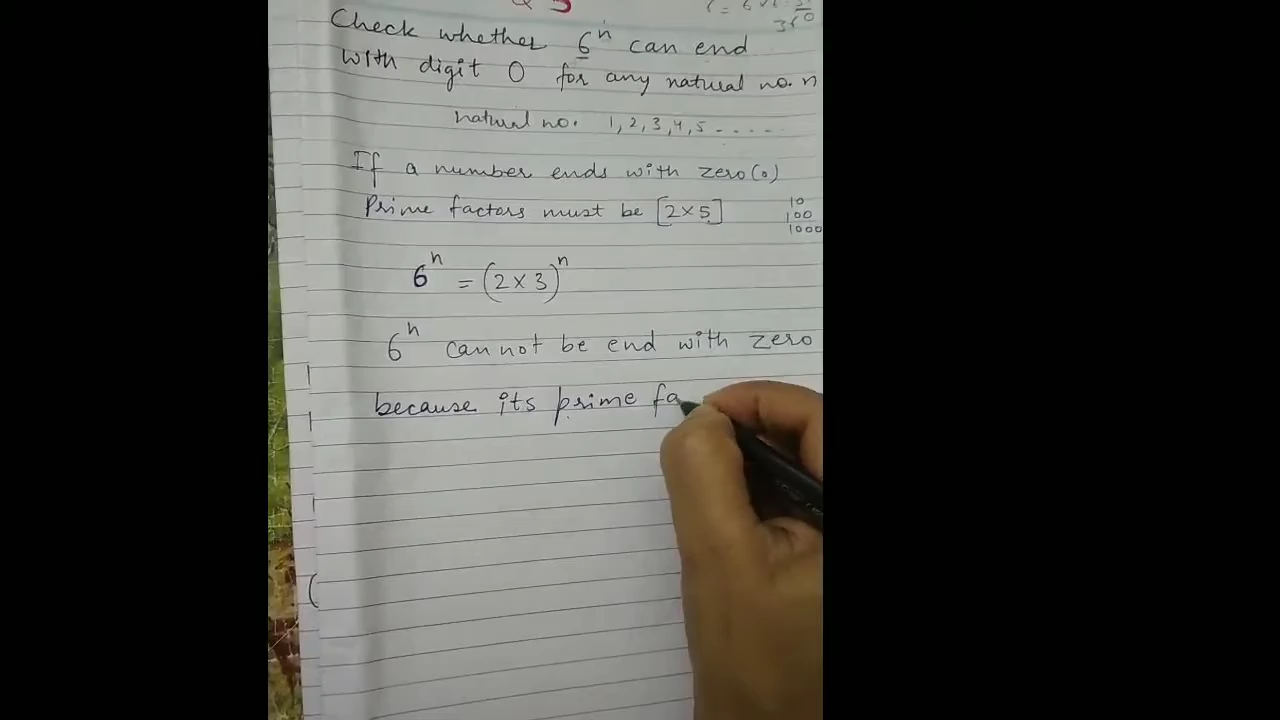 Check whether 6ⁿ can end
with digit 0 for any natural no. n
natural no. 1, 2, 3, 4, 5 - . . . -
If a number ends with zero (0)
Prime factors must be [2 × 5]
10
100
1000
6ⁿ = (2 × 3)ⁿ
6ⁿ cannot be end with zero
because its prime fa